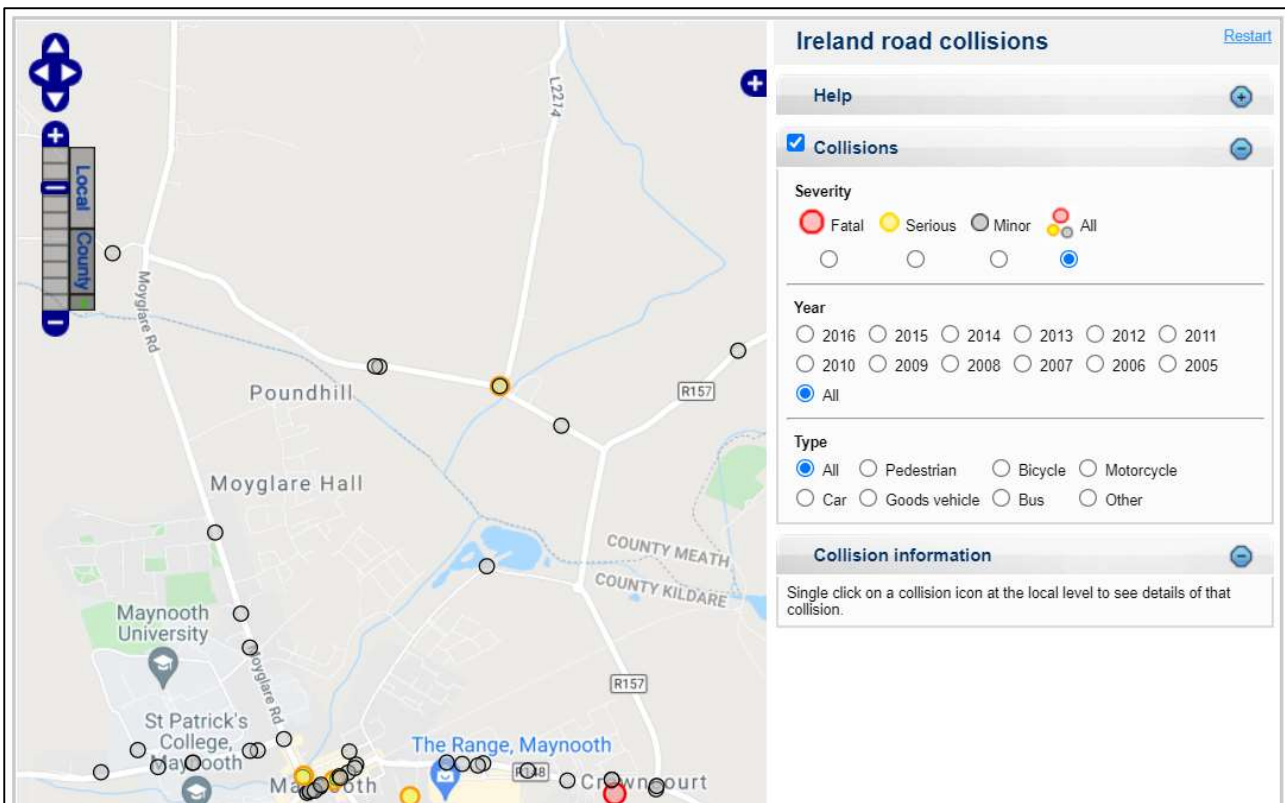 L2214
Local
County
Moyglare Rd
Poundhill
R157
Moyglare Hall
COUNTY MEATH
COUNTY KILDARE
Maynooth
University
Moyglare Rd
R157
St Patrick's
College,
Maynooth
The Range, Maynooth
R148
Maynooth
Crowncourt
Ireland road collisions
Restart
Help
Collisions
Severity
Fatal Serious Minor All
Year
2016 2015 2014 2013 2012 2011
2010 2009 2008 2007 2006 2005
All
Type
All Pedestrian Bicycle Motorcycle
Car Goods vehicle Bus Other
Collision information
Single click on a collision icon at the local level to see details of that
collision.